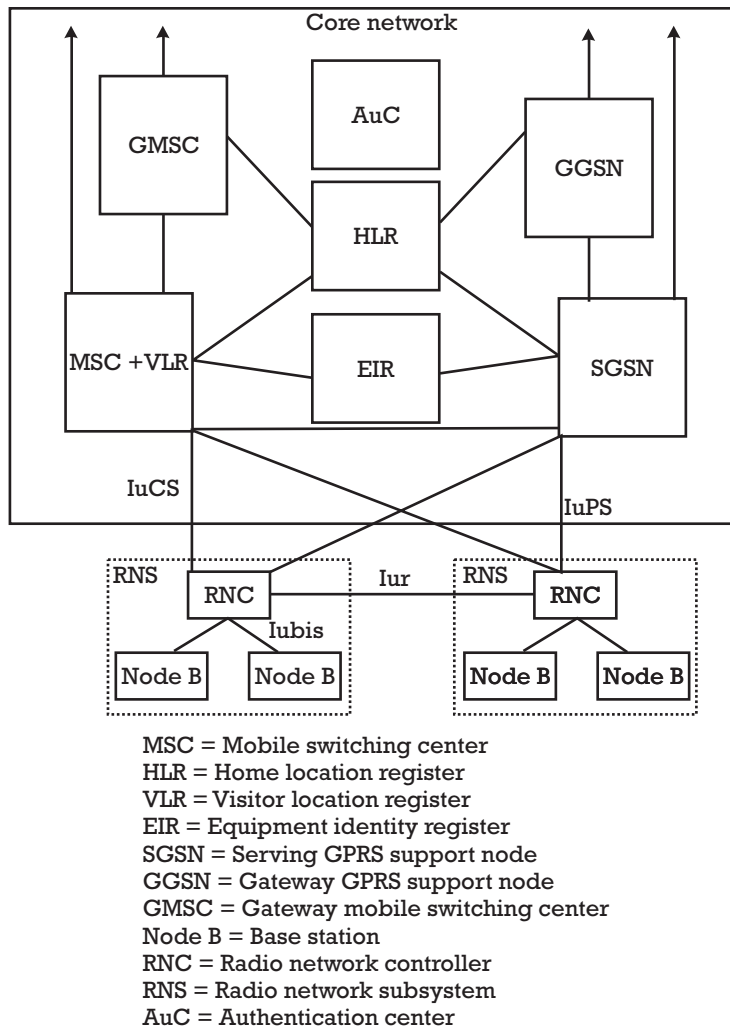 Core network
AuC
GMSC
GGSN
HLR
MSC +VLR
EIR
SGSN
IuCS
IuPS
RNS
RNC
Iur
RNS
RNC
Iubis
Node B
Node B
Node B
Node B
MSC = Mobile switching center
HLR = Home location register
VLR = Visitor location register
EIR = Equipment identity register
SGSN = Serving GPRS support node
GGSN = Gateway GPRS support node
GMSC = Gateway mobile switching center
Node B = Base station
RNC = Radio network controller
RNS = Radio network subsystem
AuC = Authentication center